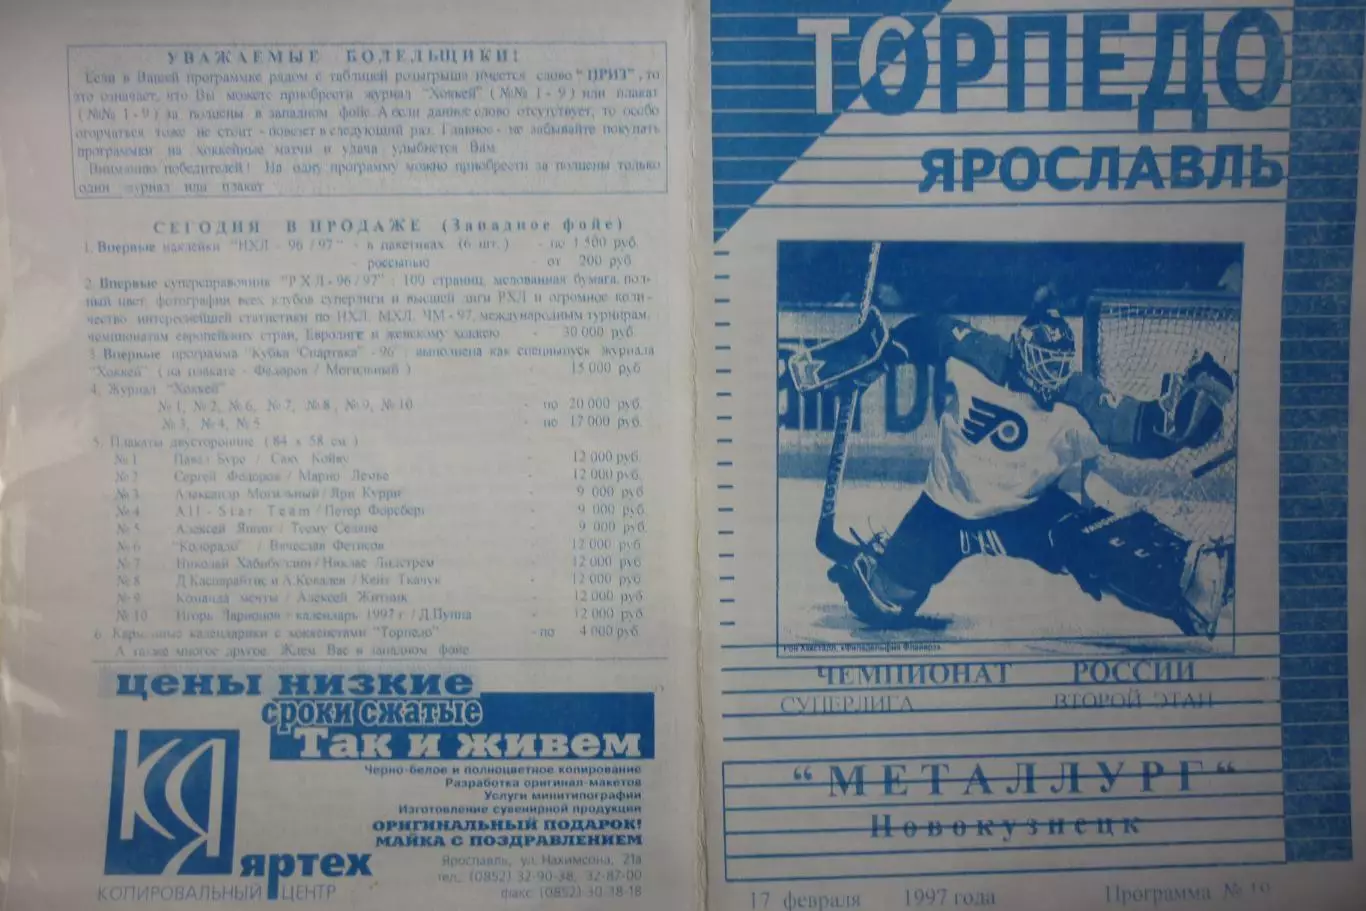 УВАЖАЕМЫЕ БОЛЕЛЬЩИКИ!
Если в Вашей программке рядом с таблицей розыгрыша имеется слово "ПРИЗ", то
это означает, что Вы можете приобрести журнал "Хоккей" (№№ 1 - 9) или плакат
(№№ 1 - 9) за полцены в западном фойе. А если данное слово отсутствует, то особо
огорчаться тоже не стоит - повезет в следующий раз. Главное - не забывайте покупать
программки на хоккейные матчи и удача улыбнется Вам.
Вниманию победителей! На одну программу можно приобрести за полцены только
один журнал или плакат
СЕГОДНЯ В ПРОДАЖЕ (Западное фойе)
1. Впервые наклейки "НХЛ - 96/97" - в пакетиках (6 шт.) - по 1 500 руб.
- россыпью от 200 руб.
2. Впервые суперсправочник "РХЛ-96/97" : 100 страниц, мелованная бумага, пол-
ный цвет, фотографии всех клубов суперлиги и высшей лиги РХЛ и огромное коли-
чество интереснейшей статистики по НХЛ, МХЛ, ЧМ-97, международным турнирам,
чемпионатам европейских стран, Евролиге и женскому хоккею - 30 000 руб.
3. Впервые программа "Кубка Спартака" - 96" : выполнена как спецвыпуск журнала
"Хоккей" (на плакате - Федоров / Могильный) - 15 000 руб
4. Журнал "Хоккей"
№ 1, № 2, № 6, № 7, № 8, № 9, № 10 - по 20 000 руб.
№ 3, № 4, № 5 - по 17 000 руб.
5. Плакаты двусторонние (84 x 58 см)
№ 1 Павел Буре / Саку Койву - 12 000 руб.
№ 2 Сергей Федоров / Марио Лемье - 12 000 руб.
№ 3 Александр Могильный / Яри Курри - 9 000 руб
№ 4 All - Star Team / Петер Форсберг - 9 000 руб.
№ 5 Алексей Яшин / Теему Селяне - 9 000 руб.
№ 6 "Колорадо" / Вячеслав Фетисов - 12 000 руб.
№ 7 Николай Хабибуллин / Никлас Лидстрем - 12 000 руб.
№ 8 Д.Каспарайтис и А.Ковалев / Кейт Ткачук - 12 000 руб.
№ 9 Команда мечты / Алексей Житник - 12 000 руб
№ 10 Игорь Ларионов - календарь 1997 г / Д.Пуппа - 12 000 руб
6. Карманные календарики с хоккеистами "Торпедо" - по 4 000 руб.
А также многое другое. Ждем Вас в западном фойе.
цены низкие
сроки сжатые
Так и живем
Черно-белое и полноцветное копирование
Разработка оригинал-макетов
Услуги минитипографии
Изготовление сувенирной продукции
ОРИГИНАЛЬНЫЙ ПОДАРОК!
МАЙКА С ПОЗДРАВЛЕНИЕМ
КЯ
яртех
КОПИРОВАЛЬНЫЙ ЦЕНТР
Ярославль, ул. Нахимсона, 21а
тел. (0852) 32-90-38, 32-87-00
факс (0852) 30-18-18
ТОРПЕДО
ЯРОСЛАВЛЬ
VAUGHN
Рон Хексталл, «Филадельфия Флайерз»
ЧЕМПИОНАТ РОССИИ
СУПЕРЛИГА ВТОРОЙ ЭТАП
"МЕТАЛЛУРГ"
Новокузнецк
17 февраля 1997 года Программа №